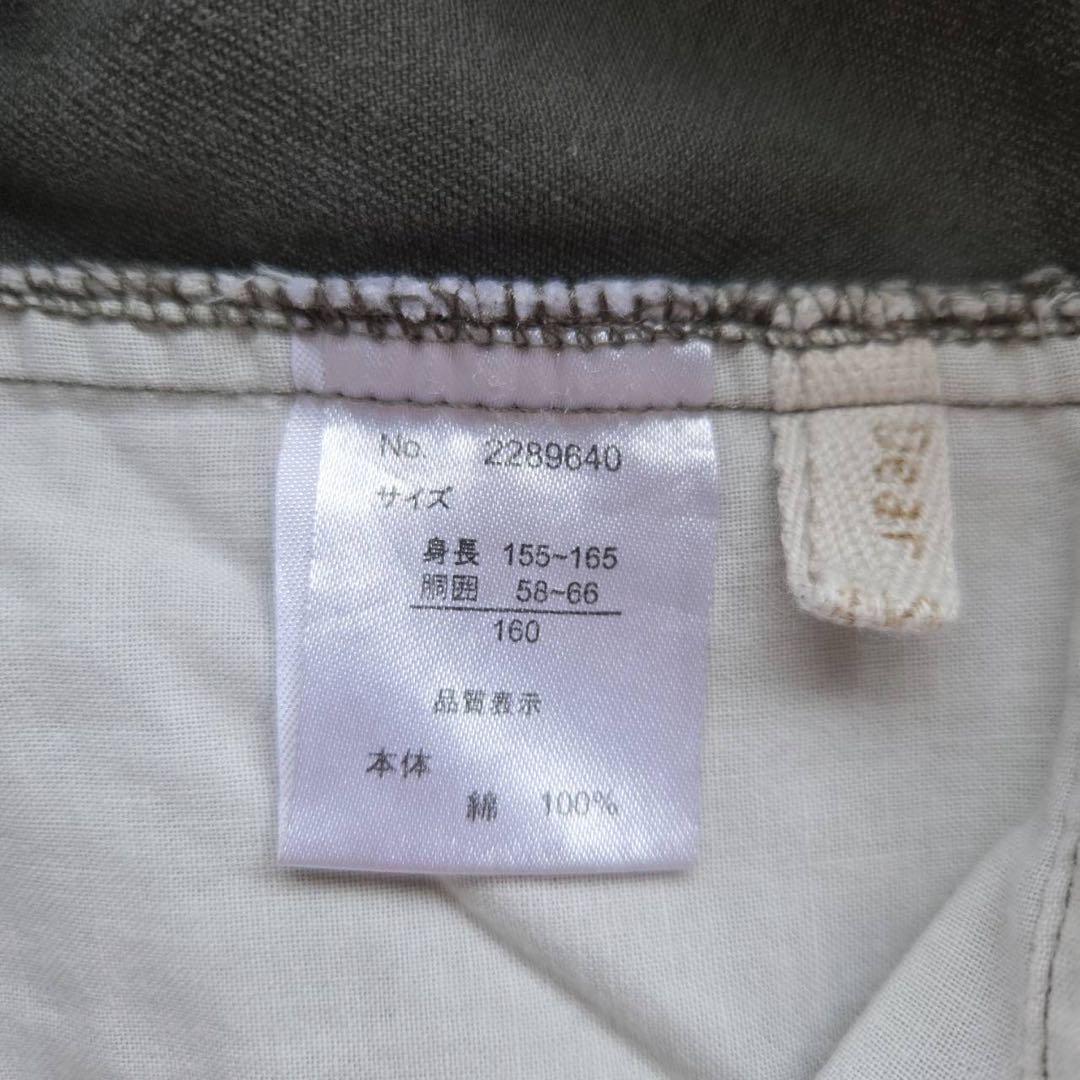 No. 2289640
サイズ
身長 155~165
胴囲 58~66
160
品質表示
本体
綿 100%
Gear